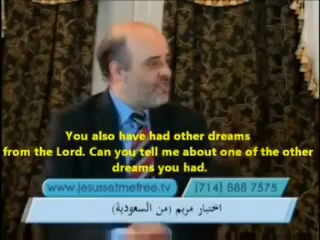 You also have had other dreams
from the Lord. Can you tell me about one of the other
dreams you had.
www.jesussetmefree.tv
(714) 888 7575
اختبار مريم (من السعودية)